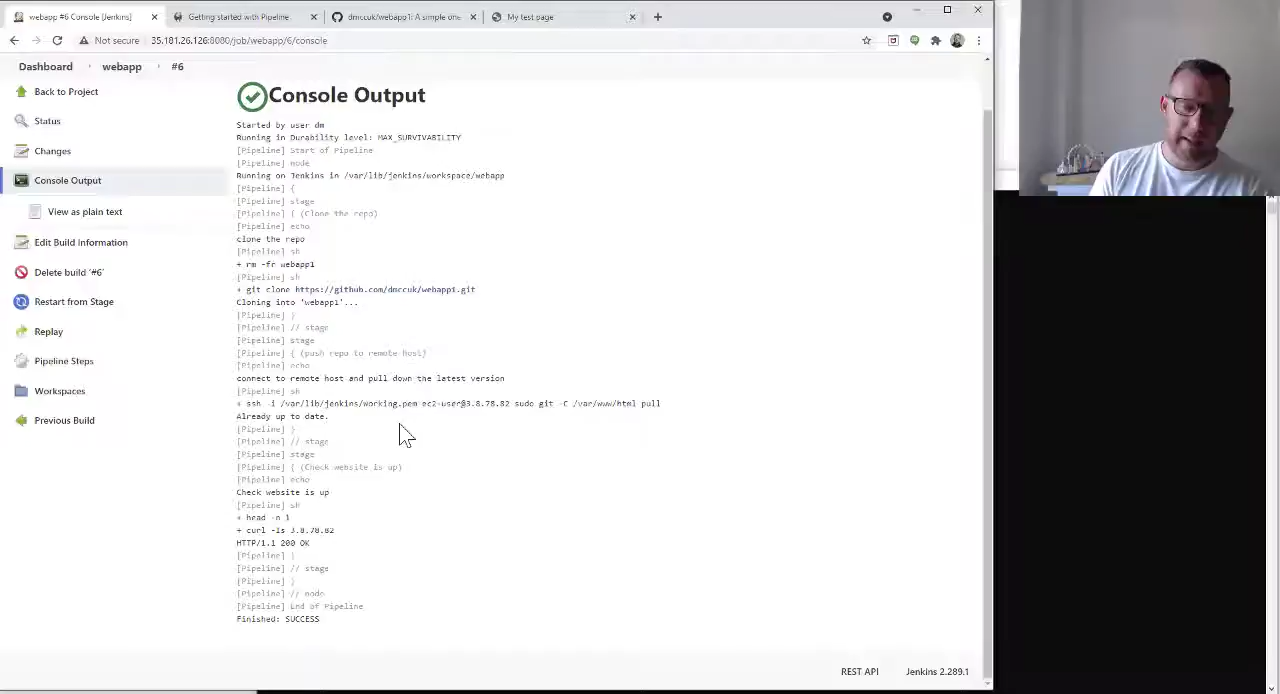 webapp #6 Console [Jenkins]
Getting started with Pipeline
dmccuk/webapp1: A simple one
My test page
Not secure
35.181.26.126:8080/job/webapp/6/console
Dashboard
webapp
#6
Back to Project
Status
Changes
Console Output
View as plain text
Edit Build Information
Delete build '#6'
Restart from Stage
Replay
Pipeline Steps
Workspaces
Previous Build
Console Output
Started by user dm
Running in Durability level: MAX_SURVIVABILITY
[Pipeline] Start of Pipeline
[Pipeline] node
Running on Jenkins in /var/lib/jenkins/workspace/webapp
[Pipeline] {
[Pipeline] stage
[Pipeline] { (Clone the repo)
[Pipeline] echo
clone the repo
[Pipeline] sh
+ rm -fr webapp1
[Pipeline] sh
+ git clone https://github.com/dmccuk/webapp1.git
Cloning into 'webapp1'...
[Pipeline] }
[Pipeline] // stage
[Pipeline] stage
[Pipeline] { (push repo to remote host)
[Pipeline] echo
connect to remote host and pull down the latest version
[Pipeline] sh
+ ssh -i /var/lib/jenkins/working.pem ec2-user@3.8.78.82 sudo git -C /var/www/html pull
Already up to date.
[Pipeline] }
[Pipeline] // stage
[Pipeline] stage
[Pipeline] { (Check website is up)
[Pipeline] echo
Check website is up
[Pipeline] sh
+ head -n 1
+ curl -Is 3.8.78.82
HTTP/1.1 200 OK
[Pipeline] }
[Pipeline] // stage
[Pipeline] }
[Pipeline] // node
[Pipeline] End of Pipeline
Finished: SUCCESS
REST API
Jenkins 2.289.1